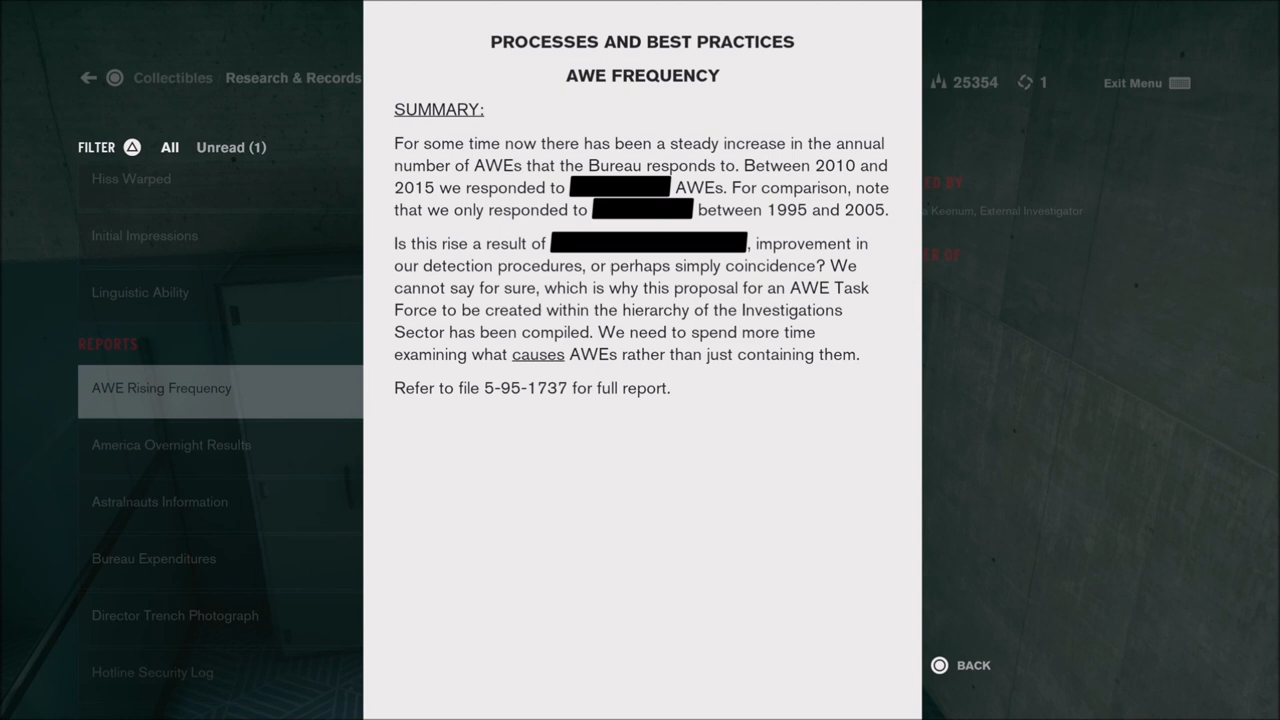 PROCESSES AND BEST PRACTICES
AWE FREQUENCY
SUMMARY:
For some time now there has been a steady increase in the annual
number of AWEs that the Bureau responds to. Between 2010 and
2015 we responded to AWEs. For comparison, note
that we only responded to between 1995 and 2005.
Is this rise a result of , improvement in
our detection procedures, or perhaps simply coincidence? We
cannot say for sure, which is why this proposal for an AWE Task
Force to be created within the hierarchy of the Investigations
Sector has been compiled. We need to spend more time
examining what causes AWEs rather than just containing them.
Refer to file 5-95-1737 for full report.
Collectibles Research & Records
FILTER All Unread (1)
Hiss Warped
Initial Impressions
Linguistic Ability
REPORTS
AWE Rising Frequency
America Overnight Results
Astralnauts Information
Bureau Expenditures
Director Trench Photograph
Hotline Security Log
25354 1 Exit Menu
Keenum, External Investigator
BACK